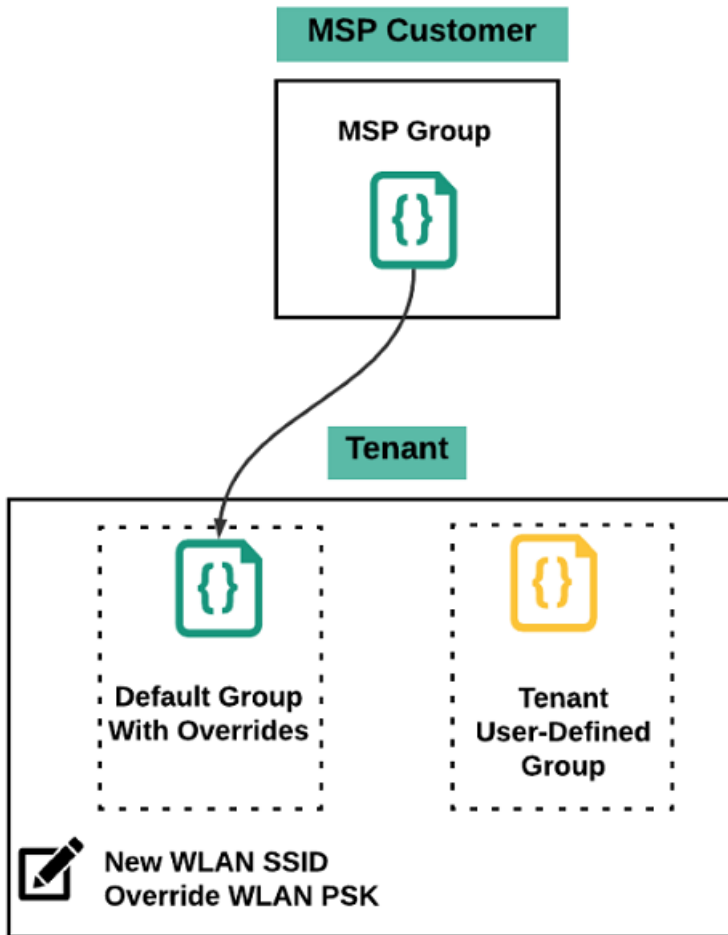 MSP Customer
MSP Group
{}
Tenant
{}
{}
Default Group
With Overrides
Tenant
User-Defined
Group
New WLAN SSID
Override WLAN PSK